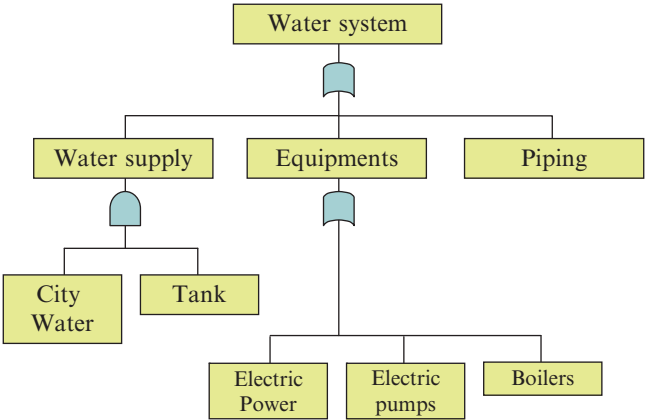 Water system
Water supply
Equipments
Piping
City
Water
Tank
Electric
Power
Electric
pumps
Boilers